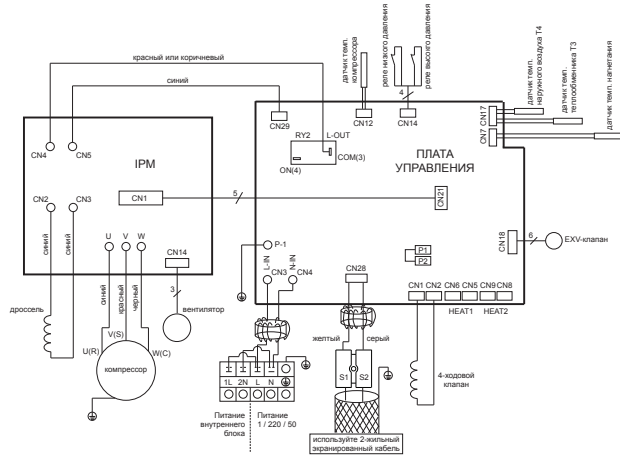 красный или коричневый
синий
датчик темп.
компрессора
реле низкого давления
реле высокго давления
4
датчик темп.
наружного воздуха T4
датчик темп.
теплообменника T3
датчик темп. нагнетания
CN4
CN5
IPM
CN29
CN12
CN14
CN17
CN7
RY2
L-OUT
COM(3)
ON(4)
ПЛАТА
УПРАВЛЕНИЯ
CN2
CN3
CN1
5
CN21
синий
синий
U
V
W
CN14
3
P-1
L-IN
N-IN
CN3
CN4
CN28
P1
P2
CN18
6
EXV-клапан
CN1
CN2
CN6
CN5
CN9
CN8
HEAT1
HEAT2
дроссель
синий
красный
черный
вентилятор
V(S)
U(R)
W(C)
компрессор
желтый
серый
S1
S2
4-ходовой
клапан
1L
2N
L
N
Питание
внутреннего
блока
Питание
1 / 220 / 50
используйте 2-жильный
экранированный кабель